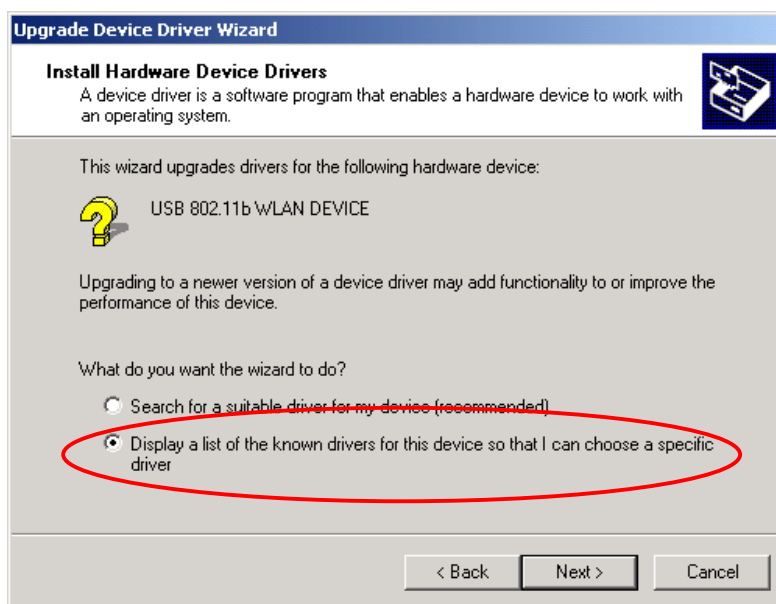 Upgrade Device Driver Wizard
Install Hardware Device Drivers
A device driver is a software program that enables a hardware device to work with
an operating system.
This wizard upgrades drivers for the following hardware device:
USB 802.11b WLAN DEVICE
Upgrading to a newer version of a device driver may add functionality to or improve the
performance of this device.
What do you want the wizard to do?
Search for a suitable driver for my device (recommended)
Display a list of the known drivers for this device so that I can choose a specific
driver
< Back Next > Cancel